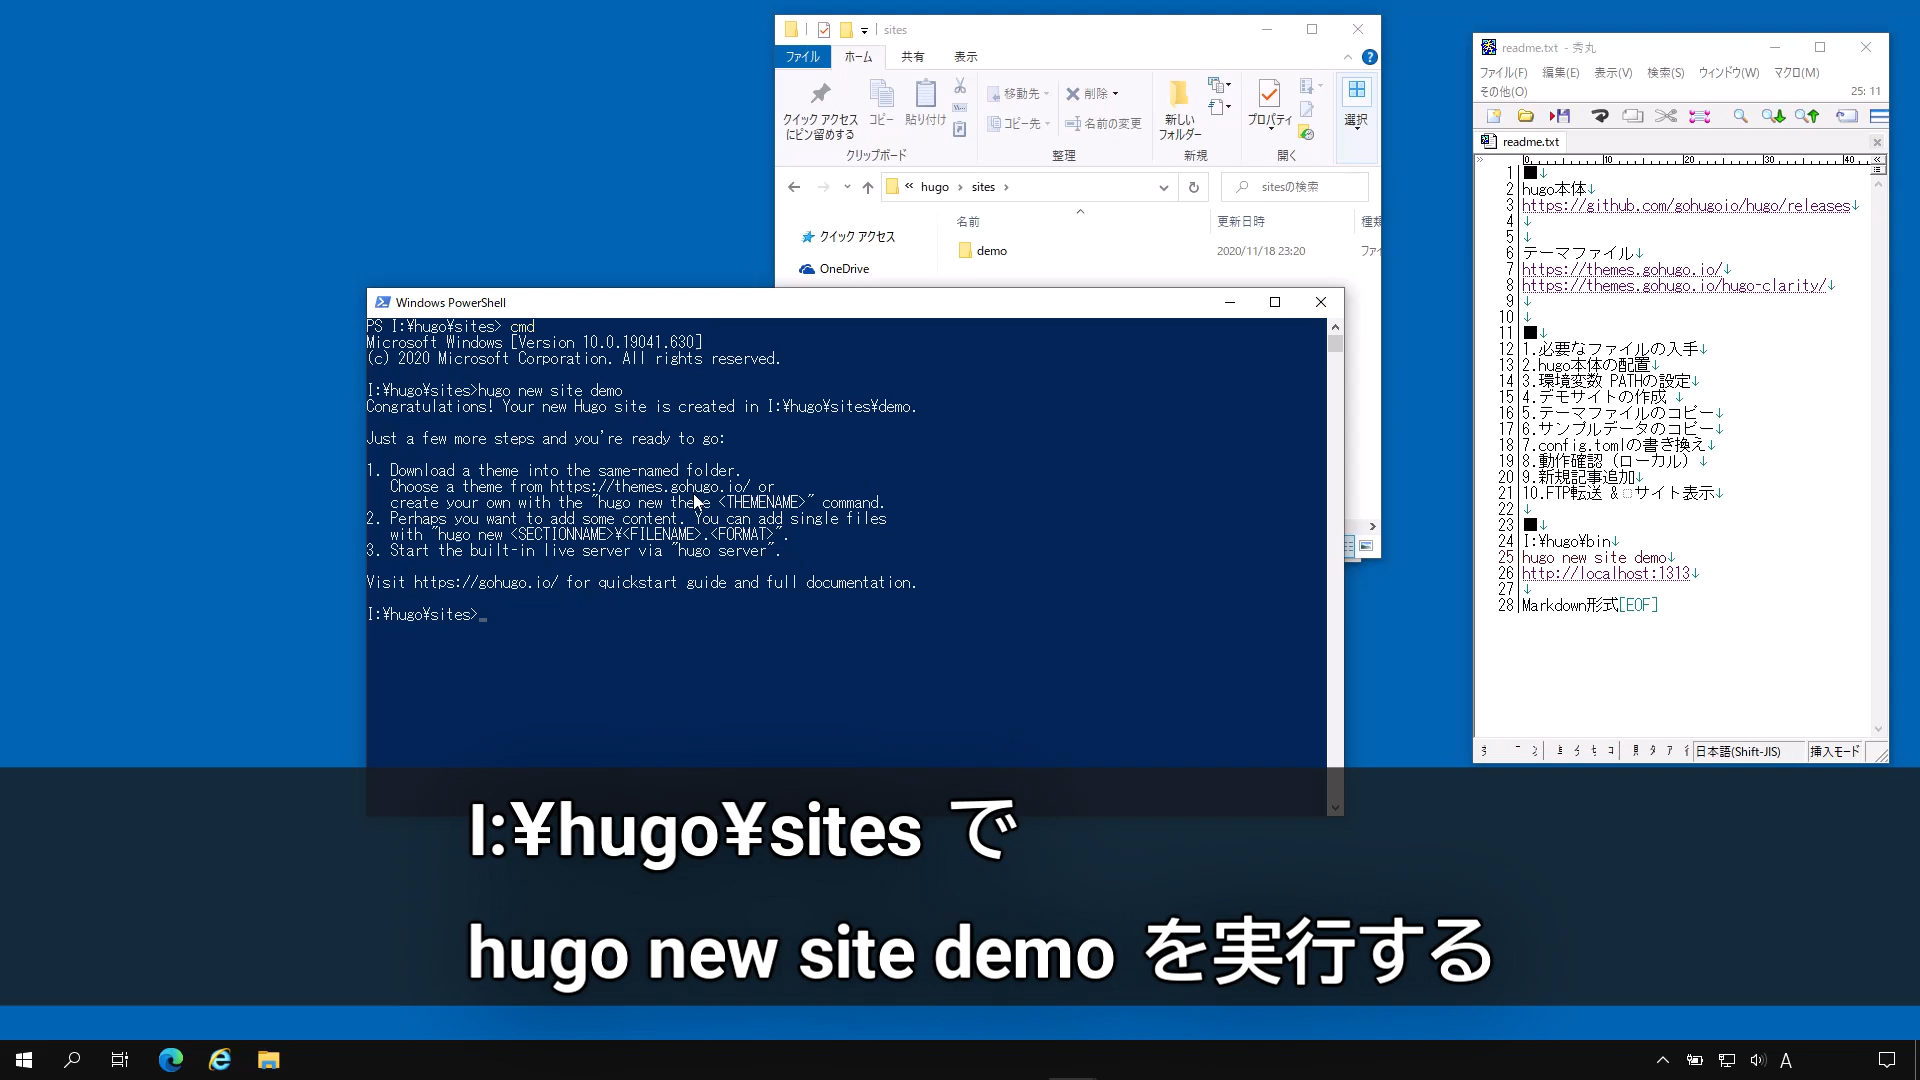 sites
ファイル
ホーム
共有
表示
クイック アクセス
にピン留めする
コピー
貼り付け
移動先
コピー先
削除
名前の変更
新しい
フォルダー
プロパティ
選択
クリップボード
整理
新規
開く
« hugo › sites ›
sitesの検索
名前
更新日時
種類
クイック アクセス
demo
2020/11/18 23:20
ファイ
OneDrive
Windows PowerShell
PS I:¥hugo¥sites> cmd
Microsoft Windows [Version 10.0.19041.630]
(c) 2020 Microsoft Corporation. All rights reserved.
I:¥hugo¥sites>hugo new site demo
Congratulations! Your new Hugo site is created in I:¥hugo¥sites¥demo.
Just a few more steps and you're ready to go:
1. Download a theme into the same-named folder.
Choose a theme from https://themes.gohugo.io/ or
create your own with the "hugo new theme <THEMENAME>" command.
2. Perhaps you want to add some content. You can add single files
with "hugo new <SECTIONNAME>¥<FILENAME>.<FORMAT>".
3. Start the built-in live server via "hugo server".
Visit https://gohugo.io/ for quickstart guide and full documentation.
I:¥hugo¥sites>_
readme.txt - 秀丸
ファイル(F) 編集(E) 表示(V) 検索(S) ウィンドウ(W) マクロ(M)
その他(O)
25: 11
readme.txt
0 10 20 30 40
1 ■↓
2 hugo本体↓
3 https://github.com/gohugoio/hugo/releases↓
4 ↓
5 ↓
6 テーマファイル↓
7 https://themes.gohugo.io/↓
8 https://themes.gohugo.io/hugo-clarity/↓
9 ↓
10 ↓
11 ■↓
12 1.必要なファイルの入手↓
13 2.hugo本体の配置↓
14 3.環境変数 PATHの設定↓
15 4.デモサイトの作成 ↓
16 5.テーマファイルのコピー↓
17 6.サンプルデータのコピー↓
18 7.config.tomlの書き換え↓
19 8.動作確認（ローカル）↓
20 9.新規記事追加↓
21 10.FTP転送 &□サイト表示↓
22 ↓
23 ■↓
24 I:¥hugo¥bin↓
25 hugo new site demo↓
26 http://localhost:1313↓
27 ↓
28 Markdown形式[EOF]
日本語(Shift-JIS)
挿入モード
I:¥hugo¥sites で
hugo new site demo を実行する
A